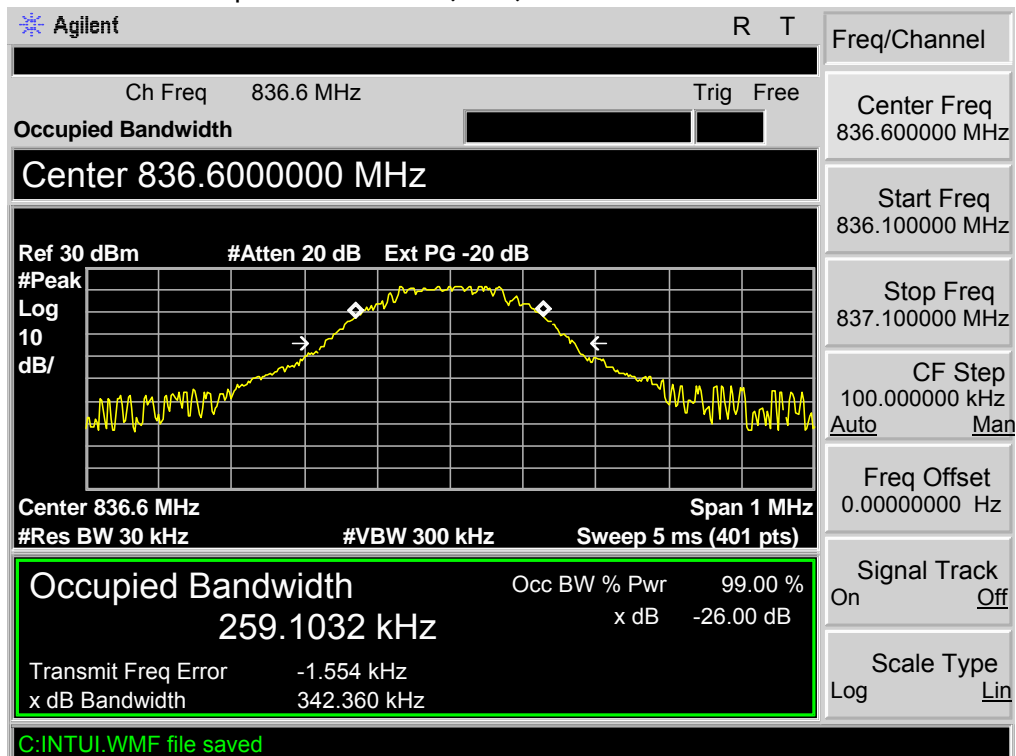 Agilent
R T
Freq/Channel
Ch Freq 836.6 MHz Trig Free
Occupied Bandwidth
Center 836.6000000 MHz
Ref 30 dBm #Atten 20 dB Ext PG -20 dB
#Peak
Log
10
dB/
Center 836.6 MHz Span 1 MHz
#Res BW 30 kHz #VBW 300 kHz Sweep 5 ms (401 pts)
Occupied Bandwidth
259.1032 kHz
Occ BW % Pwr 99.00 %
x dB -26.00 dB
Transmit Freq Error -1.554 kHz
x dB Bandwidth 342.360 kHz
C:INTUI.WMF file saved
Center Freq
836.600000 MHz
Start Freq
836.100000 MHz
Stop Freq
837.100000 MHz
CF Step
100.000000 kHz
Auto Man
Freq Offset
0.00000000 Hz
Signal Track
On Off
Scale Type
Log Lin